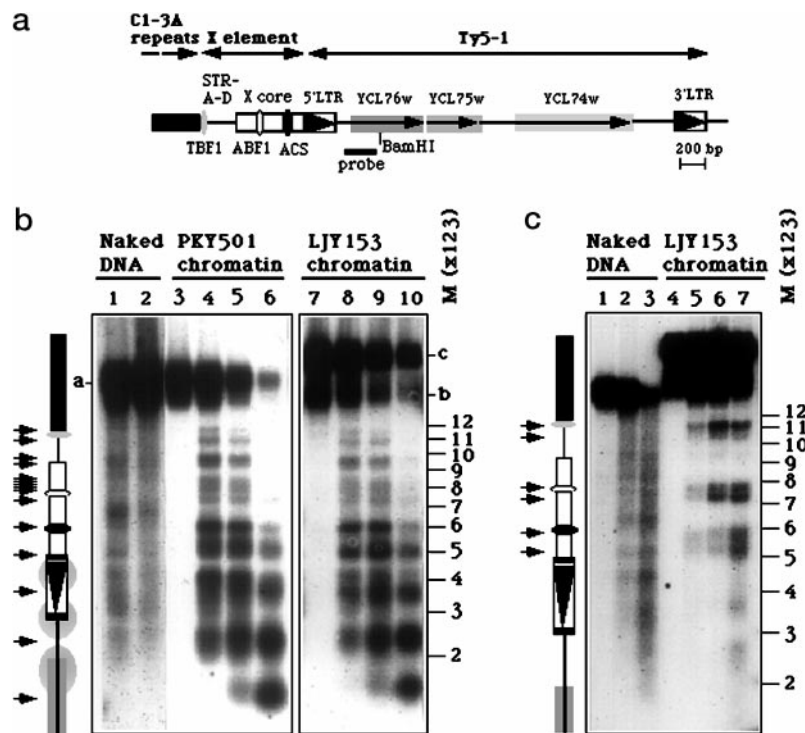 a
C1-3A
repeats X element Ty5-1
STR-
A-D X core 5'LTR YCL76w YCL75w YCL74w 3'LTR
TBF1 ABF1 ACS BamHI
probe 200 bp
b
Naked DNA PKY501 chromatin LJY153 chromatin M (x123)
1 2 3 4 5 6 7 8 9 10
a
c
b
12
11
10
9
8
7
6
5
4
3
2
c
Naked DNA LJY153 chromatin M (x123)
1 2 3 4 5 6 7
12
11
10
9
8
7
6
5
4
3
2